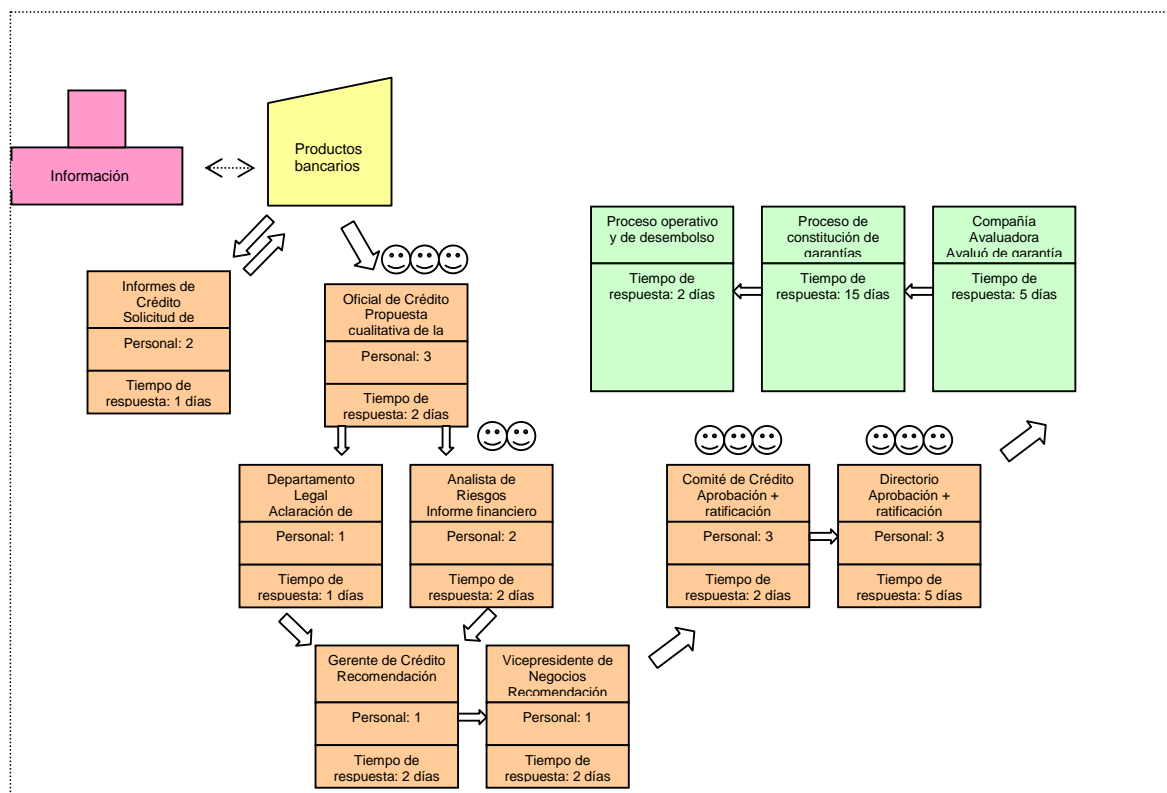 Información
Productos
bancarios
Informes de
Crédito
Solicitud de
Personal: 2
Tiempo de
respuesta: 1 días
Oficial de Crédito
Propuesta
cualitativa de la
Personal: 3
Tiempo de
respuesta: 2 días
Departamento
Legal
Aclaración de
Personal: 1
Tiempo de
respuesta: 1 días
Analista de
Riesgos
Informe financiero
Personal: 2
Tiempo de
respuesta: 2 días
Gerente de Crédito
Recomendación
Personal: 1
Tiempo de
respuesta: 2 días
Vicepresidente de
Negocios
Recomendación
Personal: 1
Tiempo de
respuesta: 2 días
Comité de Crédito
Aprobación +
ratificación
Personal: 3
Tiempo de
respuesta: 2 días
Directorio
Aprobación +
ratificación
Personal: 3
Tiempo de
respuesta: 5 días
Compañía
Avaluadora
Avaluó de garantía
Tiempo de
respuesta: 5 días
Proceso de
constitución de
garantías
Tiempo de
respuesta: 15 días
Proceso operativo
y de desembolso
Tiempo de
respuesta: 2 días